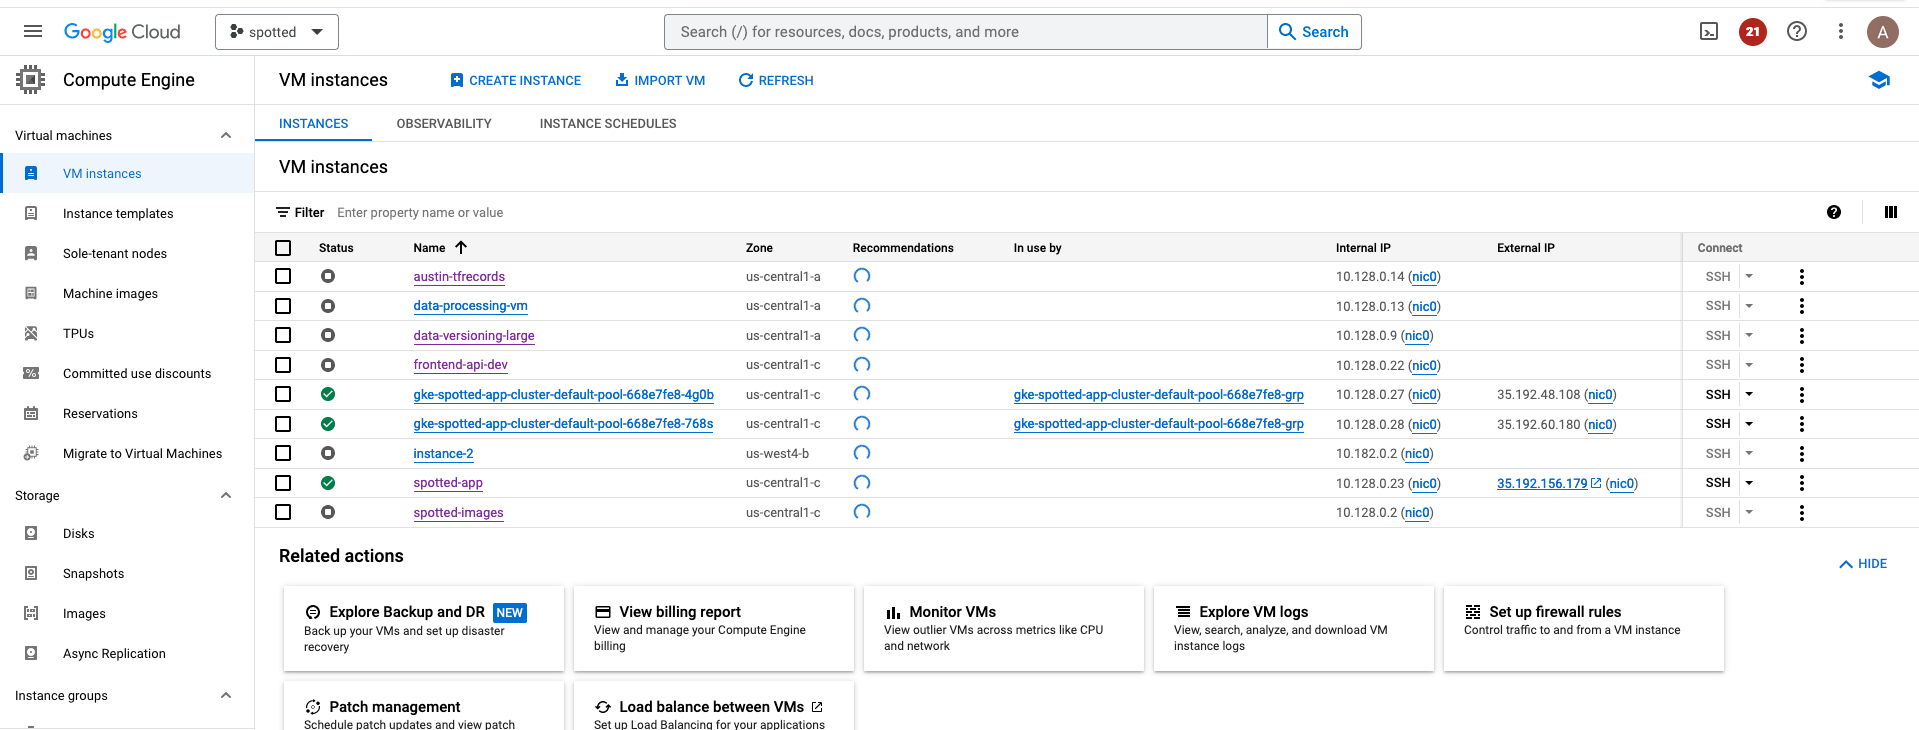 Google Cloud
spotted
Search (/) for resources, docs, products, and more
Search
21
A
Compute Engine
VM instances
CREATE INSTANCE
IMPORT VM
REFRESH
Virtual machines
VM instances
Instance templates
Sole-tenant nodes
Machine images
TPUs
Committed use discounts
Reservations
Migrate to Virtual Machines
Storage
Disks
Snapshots
Images
Async Replication
Instance groups
INSTANCES OBSERVABILITY INSTANCE SCHEDULES
VM instances
Filter Enter property name or value
Status Name Zone Recommendations In use by Internal IP External IP Connect
austin-tfrecords us-central1-a 10.128.0.14 (nic0) SSH
data-processing-vm us-central1-a 10.128.0.13 (nic0) SSH
data-versioning-large us-central1-a 10.128.0.9 (nic0) SSH
frontend-api-dev us-central1-c 10.128.0.22 (nic0) SSH
gke-spotted-app-cluster-default-pool-668e7fe8-4g0b us-central1-c gke-spotted-app-cluster-default-pool-668e7fe8-grp 10.128.0.27 (nic0) 35.192.48.108 (nic0) SSH
gke-spotted-app-cluster-default-pool-668e7fe8-768s us-central1-c gke-spotted-app-cluster-default-pool-668e7fe8-grp 10.128.0.28 (nic0) 35.192.60.180 (nic0) SSH
instance-2 us-west4-b 10.182.0.2 (nic0) SSH
spotted-app us-central1-c 10.128.0.23 (nic0) 35.192.156.179 (nic0) SSH
spotted-images us-central1-c 10.128.0.2 (nic0) SSH
Related actions
HIDE
Explore Backup and DR NEW
Back up your VMs and set up disaster
recovery
View billing report
View and manage your Compute Engine
billing
Monitor VMs
View outlier VMs across metrics like CPU
and network
Explore VM logs
View, search, analyze, and download VM
instance logs
Set up firewall rules
Control traffic to and from a VM instance
Patch management
Schedule patch updates and view patch
Load balance between VMs
Set up Load Balancing for your applications